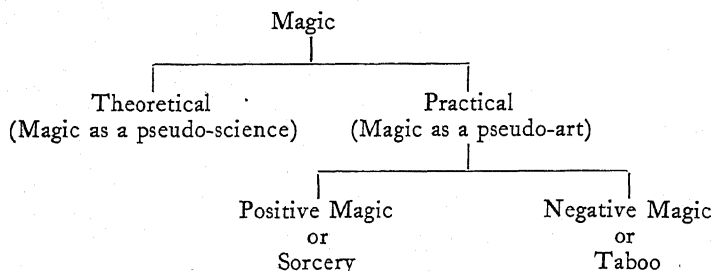 Magic
Theoretical Practical
(Magic as a pseudo-science) (Magic as a pseudo-art)
Positive Magic Negative Magic
or or
Sorcery Taboo